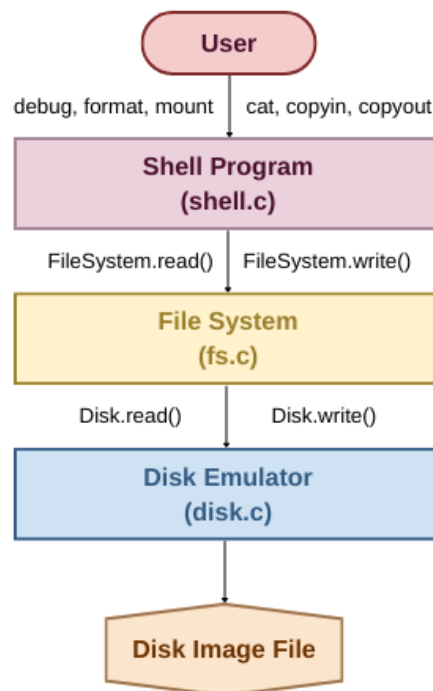 User
debug, format, mount cat, copyin, copyout
Shell Program
(shell.c)
FileSystem.read() FileSystem.write()
File System
(fs.c)
Disk.read() Disk.write()
Disk Emulator
(disk.c)
Disk Image File